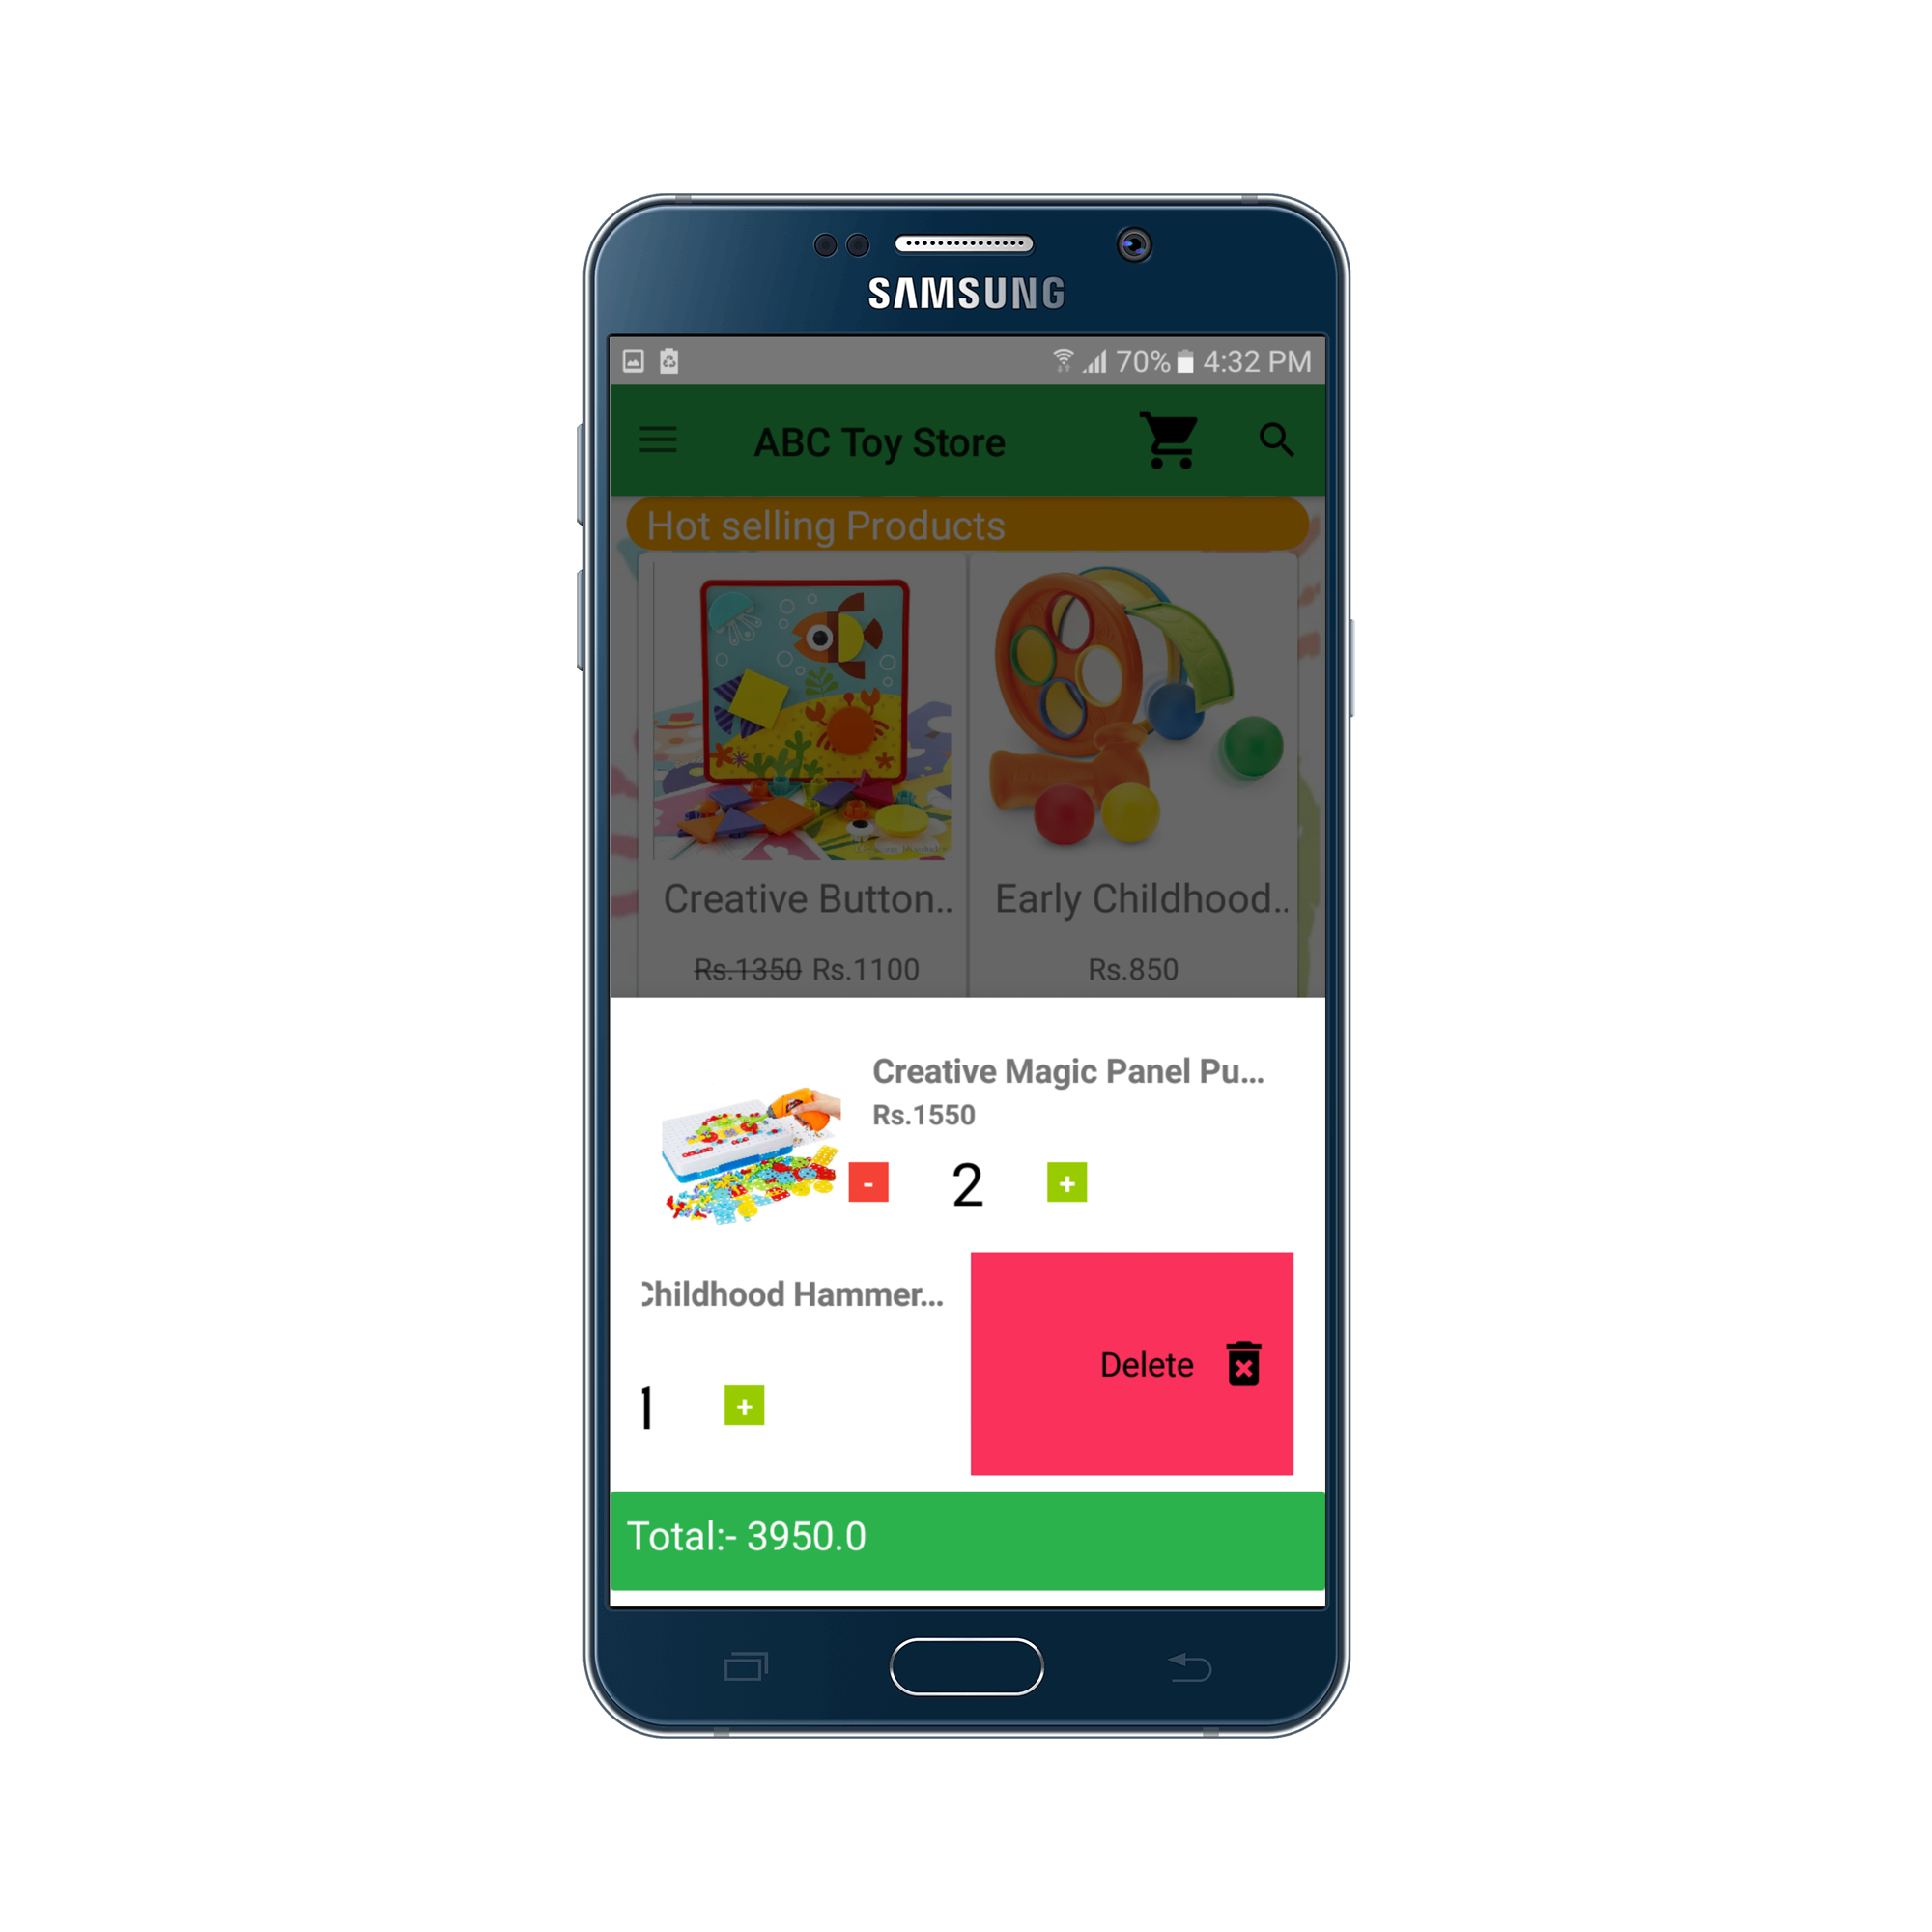 SAMSUNG
70% 4:32 PM
ABC Toy Store
Hot selling Products
Creative Button..
Early Childhood..
Rs.1350 Rs.1100
Rs.850
Creative Magic Panel Pu...
Rs.1550
- 2 +
Childhood Hammer...
Delete
1 +
Total:- 3950.0